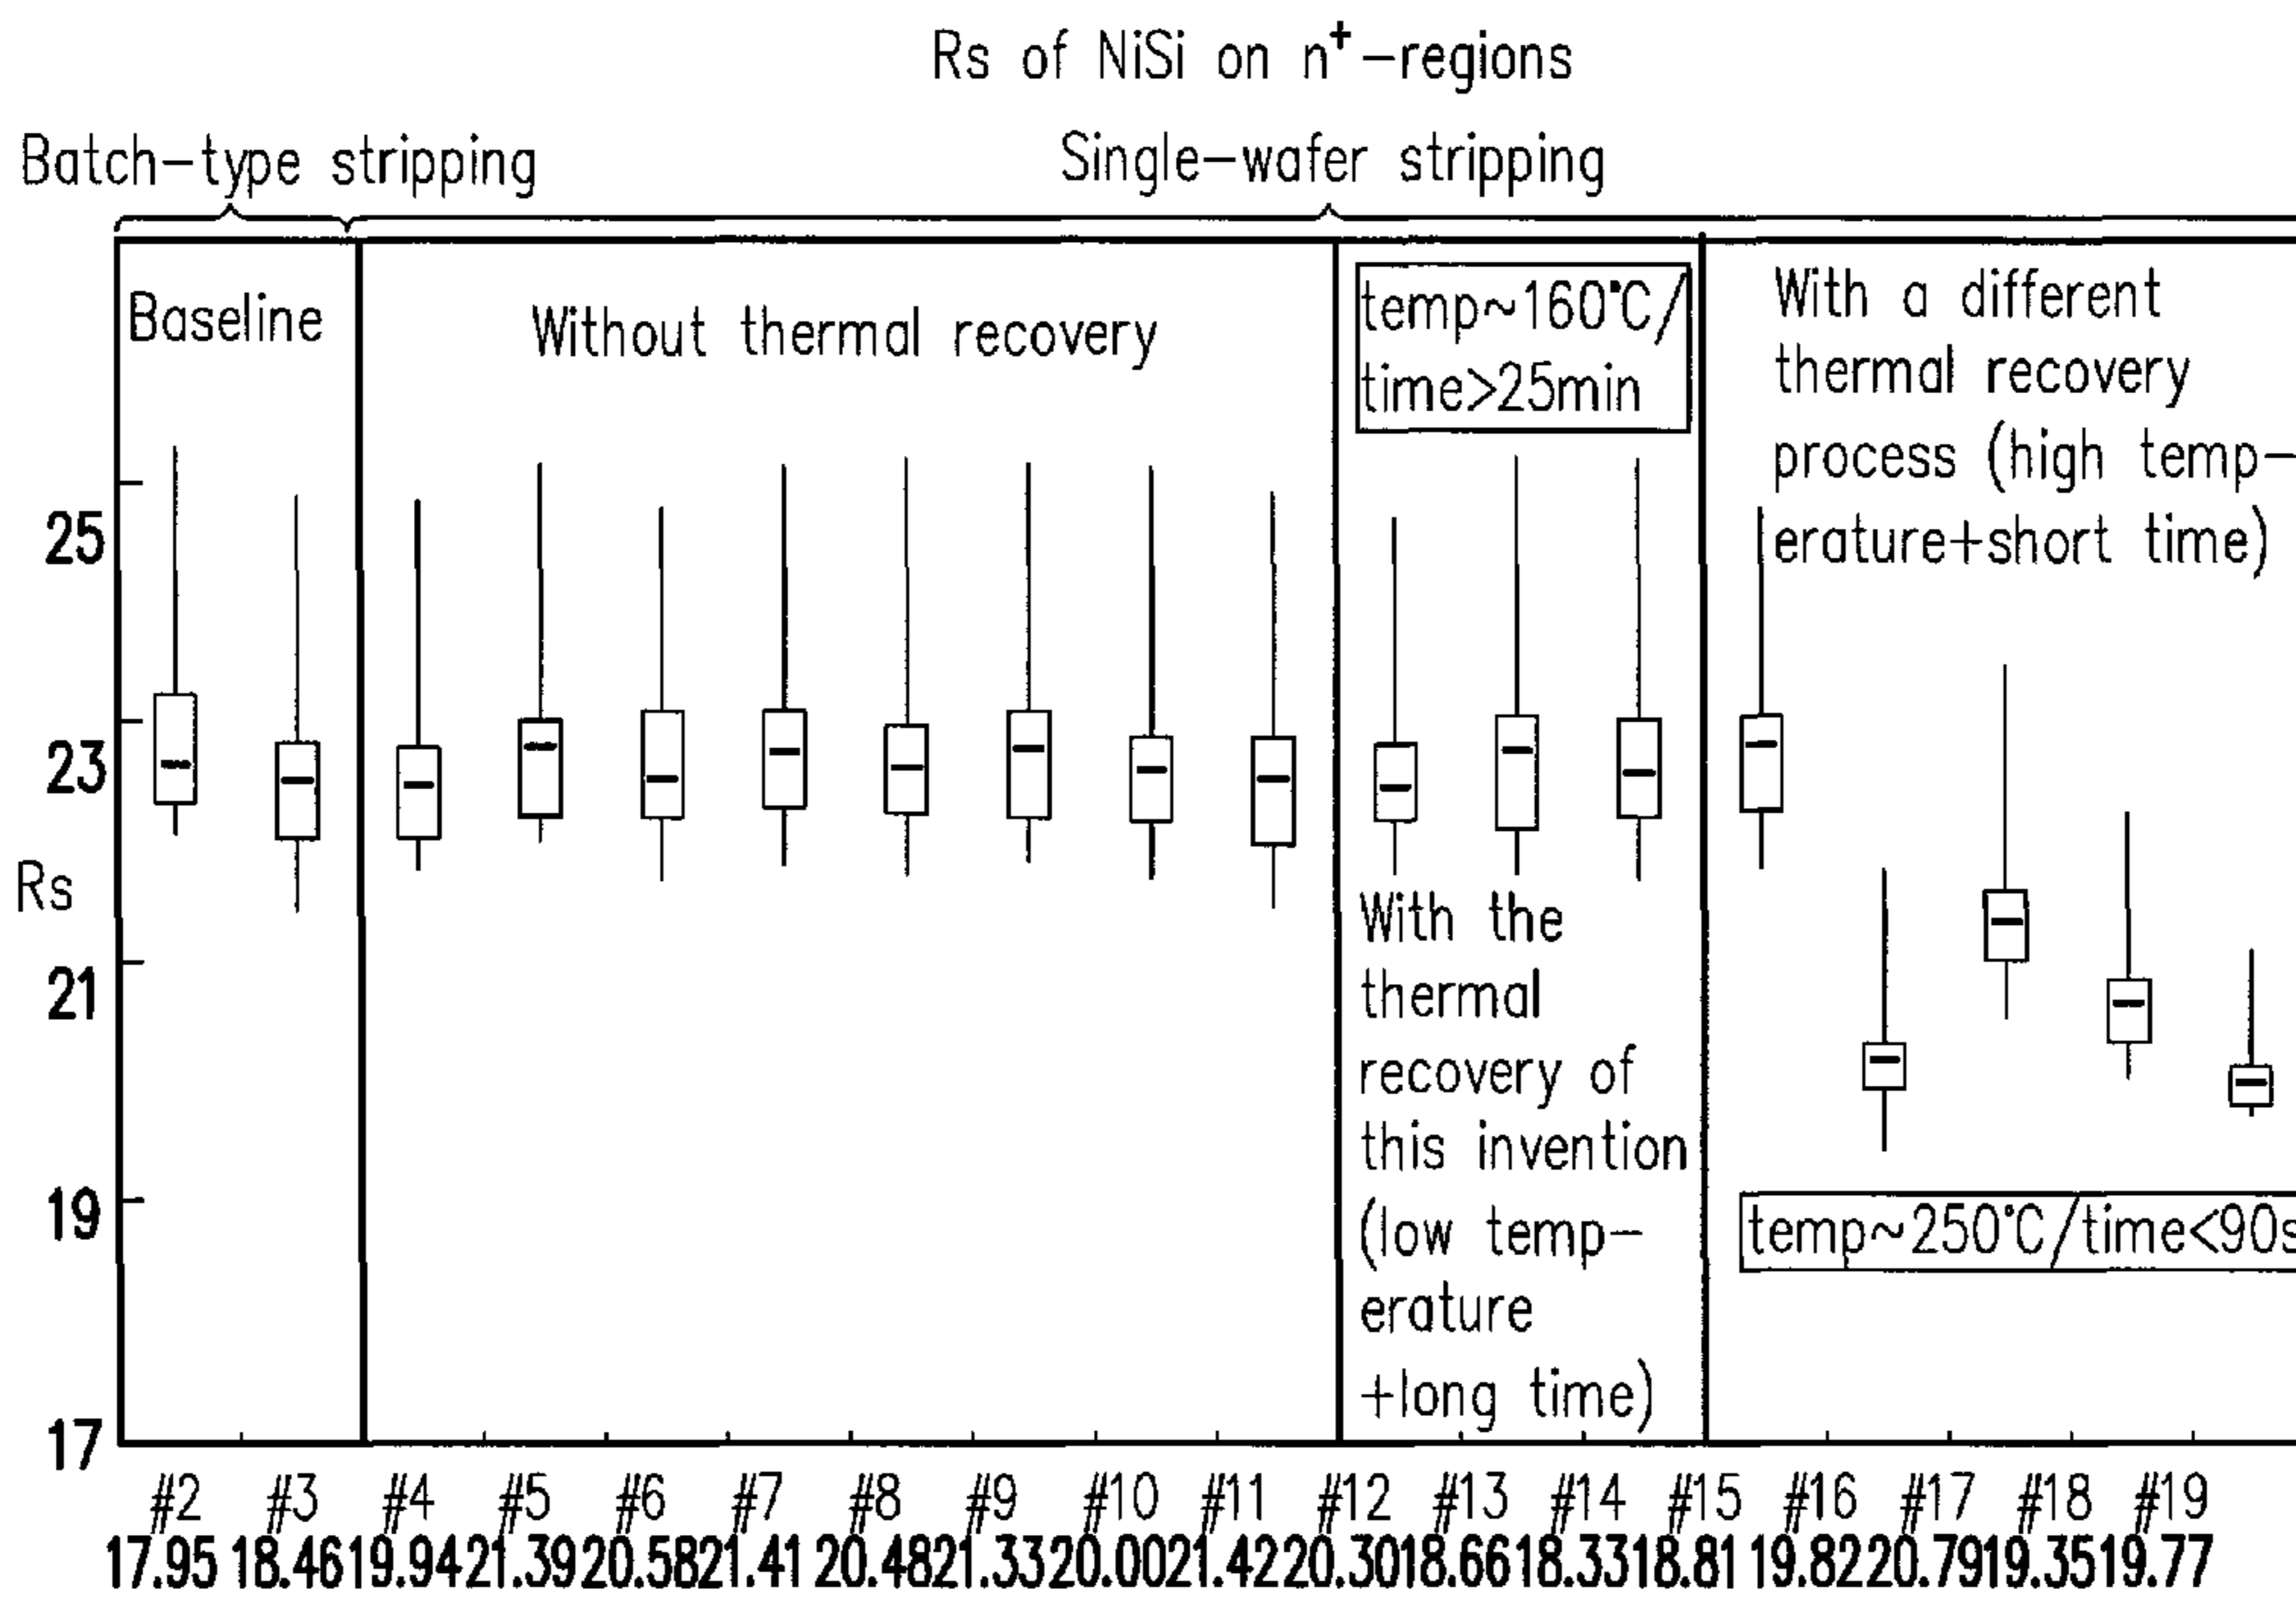 Rs of NiSi on n⁺-regions
Batch-type stripping
Single-wafer stripping
Baseline
Without thermal recovery
temp~160°C/
time>25min
With a different
thermal recovery
process (high temp-
erature+short time)
25
23
Rs
21
19
17
With the
thermal
recovery of
this invention
(low temp-
erature
+long time)
temp~250°C/time<90s
#2 #3 #4 #5 #6 #7 #8 #9 #10 #11 #12 #13 #14 #15 #16 #17 #18 #19
17.95 18.46 19.94 21.39 20.58 21.41 20.48 21.33 20.00 21.42 20.30 18.66 18.33 18.81 19.82 20.79 19.35 19.77